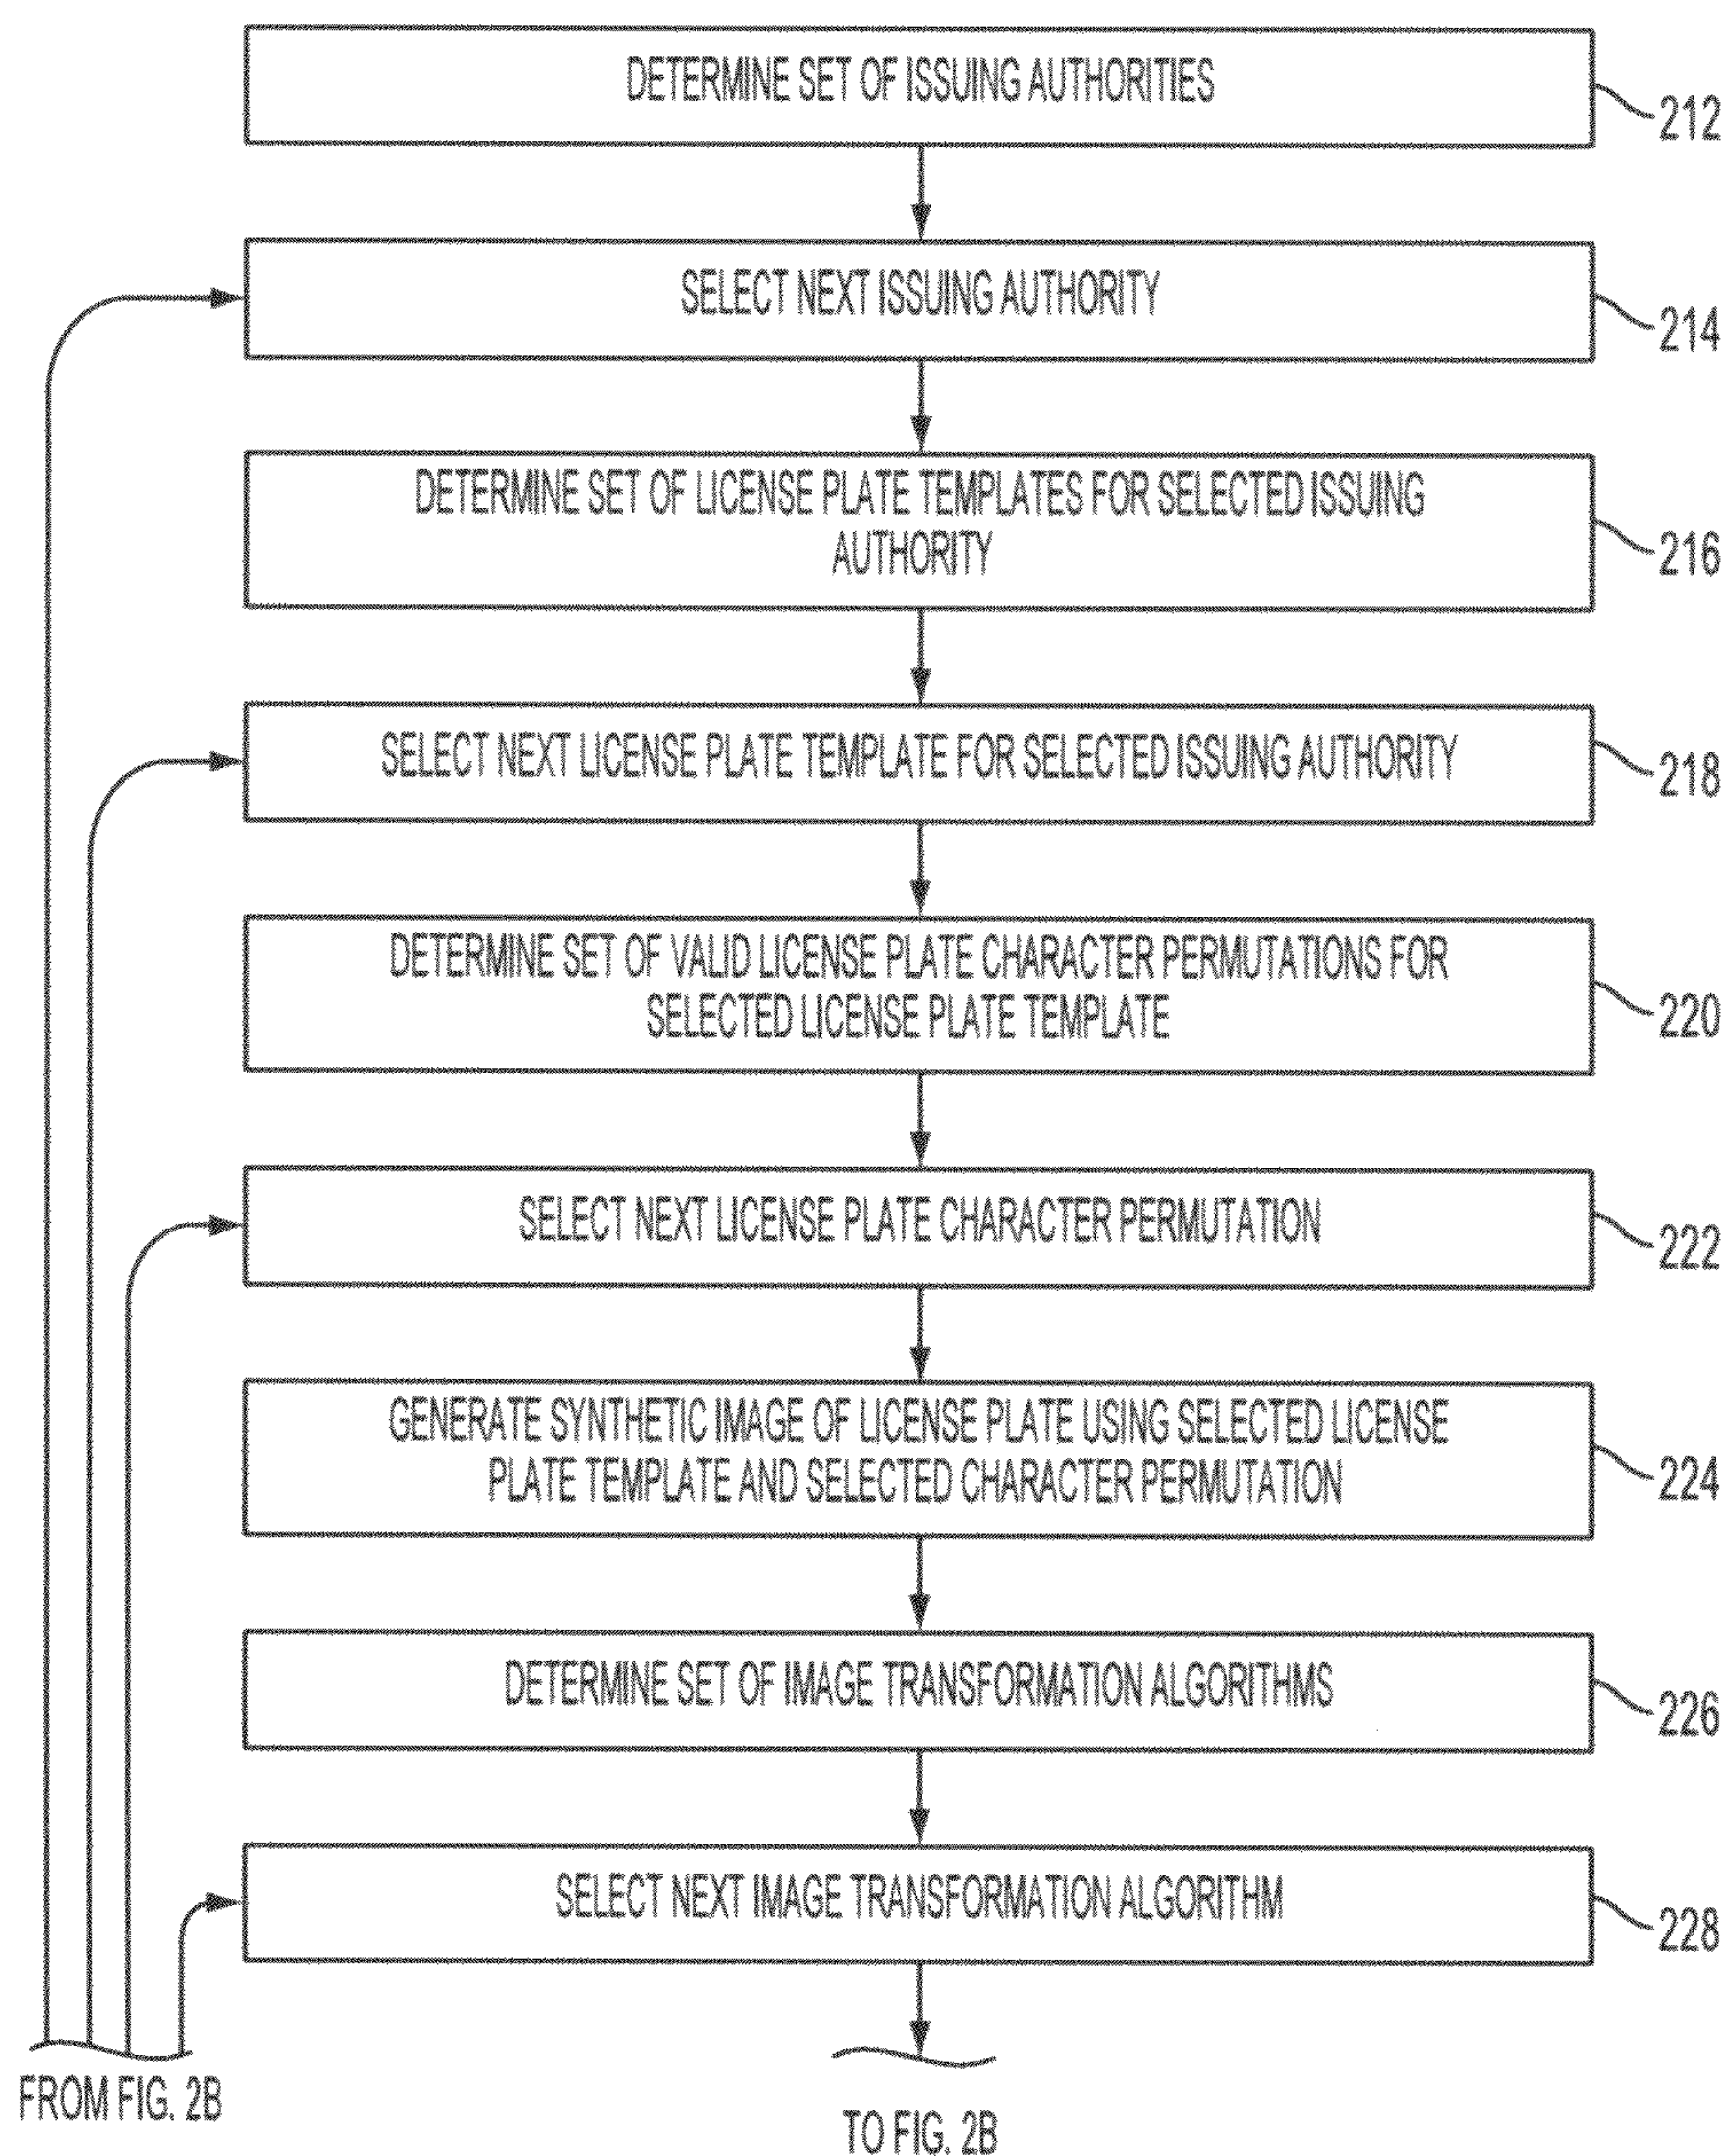 DETERMINE SET OF ISSUING AUTHORITIES
212
SELECT NEXT ISSUING AUTHORITY
214
DETERMINE SET OF LICENSE PLATE TEMPLATES FOR SELECTED ISSUING
AUTHORITY
216
SELECT NEXT LICENSE PLATE TEMPLATE FOR SELECTED ISSUING AUTHORITY
218
DETERMINE SET OF VALID LICENSE PLATE CHARACTER PERMUTATIONS FOR
SELECTED LICENSE PLATE TEMPLATE
220
SELECT NEXT LICENSE PLATE CHARACTER PERMUTATION
222
GENERATE SYNTHETIC IMAGE OF LICENSE PLATE USING SELECTED LICENSE
PLATE TEMPLATE AND SELECTED CHARACTER PERMUTATION
224
DETERMINE SET OF IMAGE TRANSFORMATION ALGORITHMS
226
SELECT NEXT IMAGE TRANSFORMATION ALGORITHM
228
FROM FIG. 2B
TO FIG. 2B